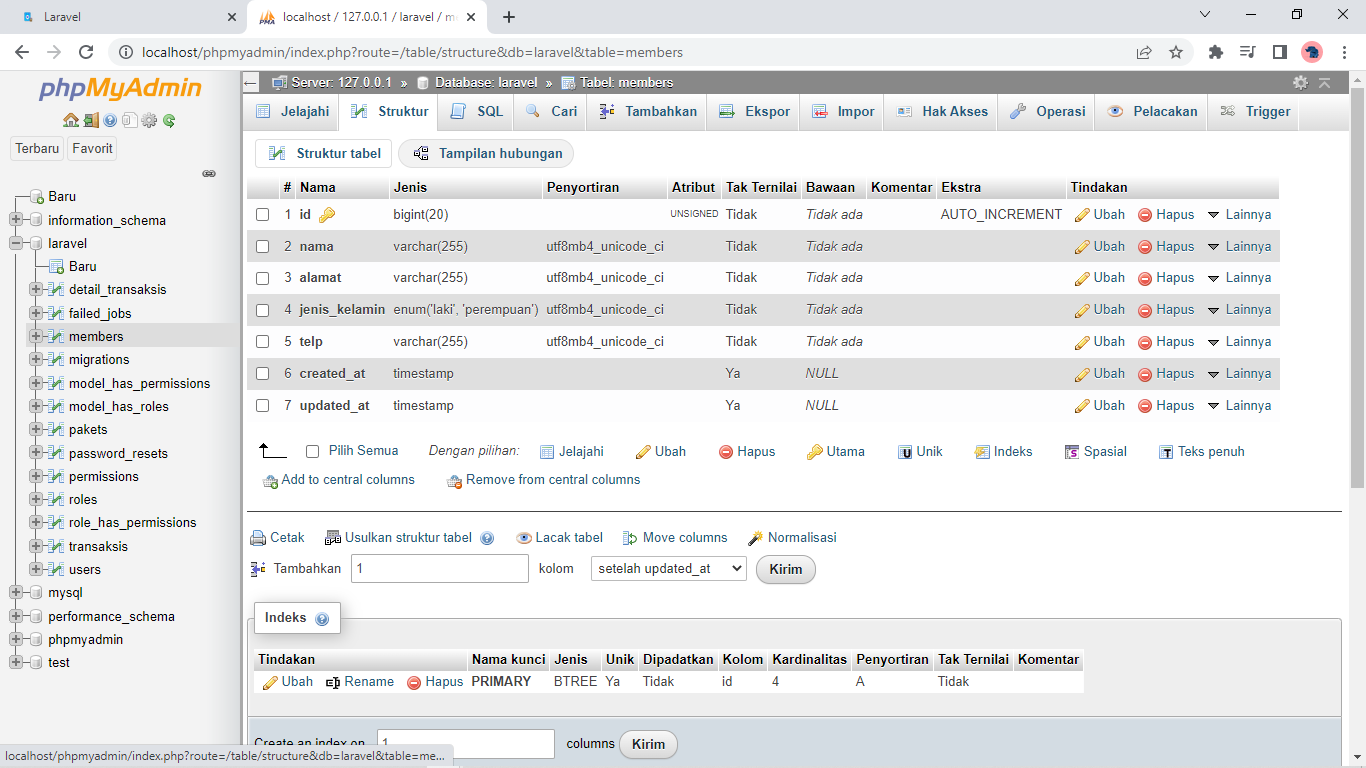 Laravel
localhost / 127.0.0.1 / laravel / m
localhost/phpmyadmin/index.php?route=/table/structure&db=laravel&table=members
phpMyAdmin
Terbaru Favorit
Baru
information_schema
laravel
Baru
detail_transaksis
failed_jobs
members
migrations
model_has_permissions
model_has_roles
pakets
password_resets
permissions
roles
role_has_permissions
transaksis
users
mysql
performance_schema
phpmyadmin
test
Server: 127.0.0.1 » Database: laravel » Tabel: members
Jelajahi Struktur SQL Cari Tambahkan Ekspor Impor Hak Akses Operasi Pelacakan Trigger
Struktur tabel Tampilan hubungan
# Nama Jenis Penyortiran Atribut Tak Ternilai Bawaan Komentar Ekstra Tindakan
1 id bigint(20) UNSIGNED Tidak Tidak ada AUTO_INCREMENT Ubah Hapus Lainnya
2 nama varchar(255) utf8mb4_unicode_ci Tidak Tidak ada Ubah Hapus Lainnya
3 alamat varchar(255) utf8mb4_unicode_ci Tidak Tidak ada Ubah Hapus Lainnya
4 jenis_kelamin enum('laki', 'perempuan') utf8mb4_unicode_ci Tidak Tidak ada Ubah Hapus Lainnya
5 telp varchar(255) utf8mb4_unicode_ci Tidak Tidak ada Ubah Hapus Lainnya
6 created_at timestamp Ya NULL Ubah Hapus Lainnya
7 updated_at timestamp Ya NULL Ubah Hapus Lainnya
Pilih Semua Dengan pilihan: Jelajahi Ubah Hapus Utama Unik Indeks Spasial Teks penuh
Add to central columns Remove from central columns
Cetak Usulkan struktur tabel Lacak tabel Move columns Normalisasi
Tambahkan 1 kolom setelah updated_at Kirim
Indeks
Tindakan Nama kunci Jenis Unik Dipadatkan Kolom Kardinalitas Penyortiran Tak Ternilai Komentar
Ubah Rename Hapus PRIMARY BTREE Ya Tidak id 4 A Tidak
Create an index on 1 columns Kirim
localhost/phpmyadmin/index.php?route=/table/structure&db=laravel&table=me...